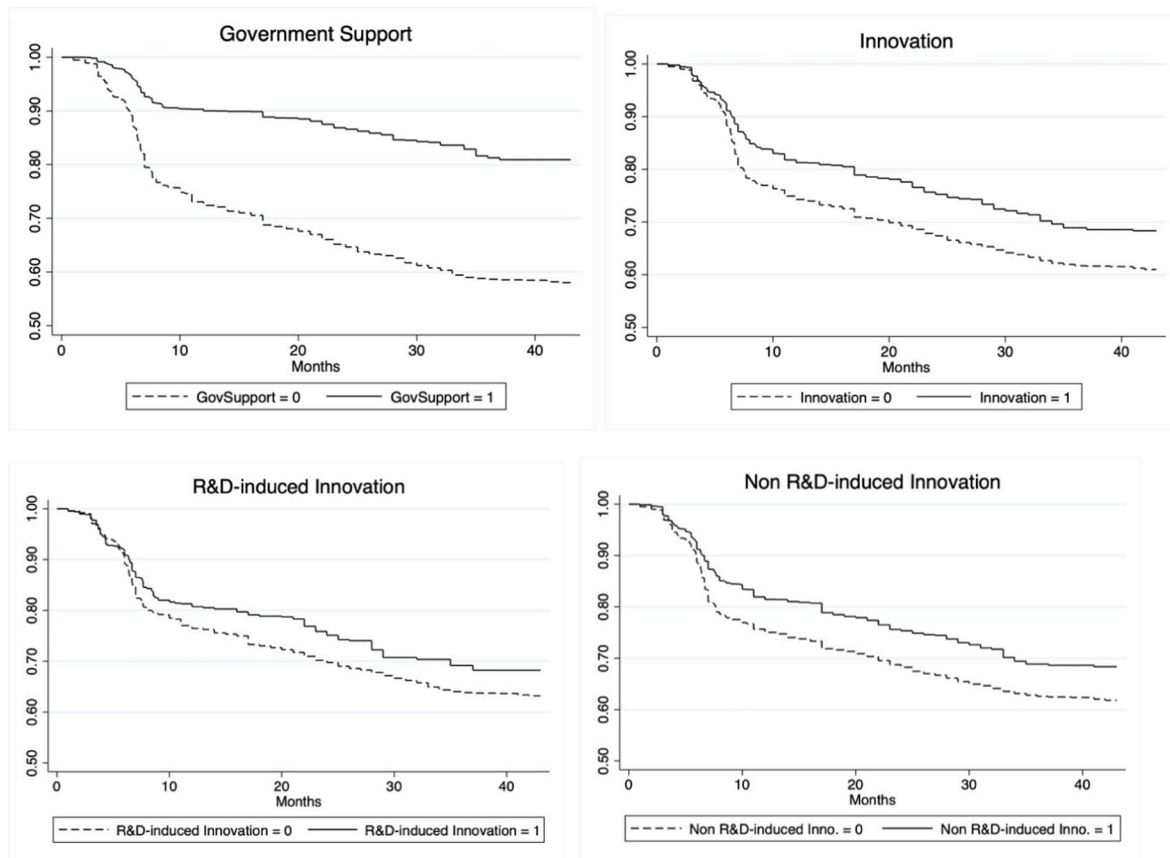 Government Support
1.00
0.90
0.80
0.70
0.60
0.50
0 10 20 30 40
Months
GovSupport = 0 GovSupport = 1
Innovation
1.00
0.90
0.80
0.70
0.60
0.50
0 10 20 30 40
Months
Innovation = 0 Innovation = 1
R&D-induced Innovation
1.00
0.90
0.80
0.70
0.60
0.50
0 10 20 30 40
Months
R&D-induced Innovation = 0 R&D-induced Innovation = 1
Non R&D-induced Innovation
1.00
0.90
0.80
0.70
0.60
0.50
0 10 20 30 40
Months
Non R&D-induced Inno. = 0 Non R&D-induced Inno. = 1